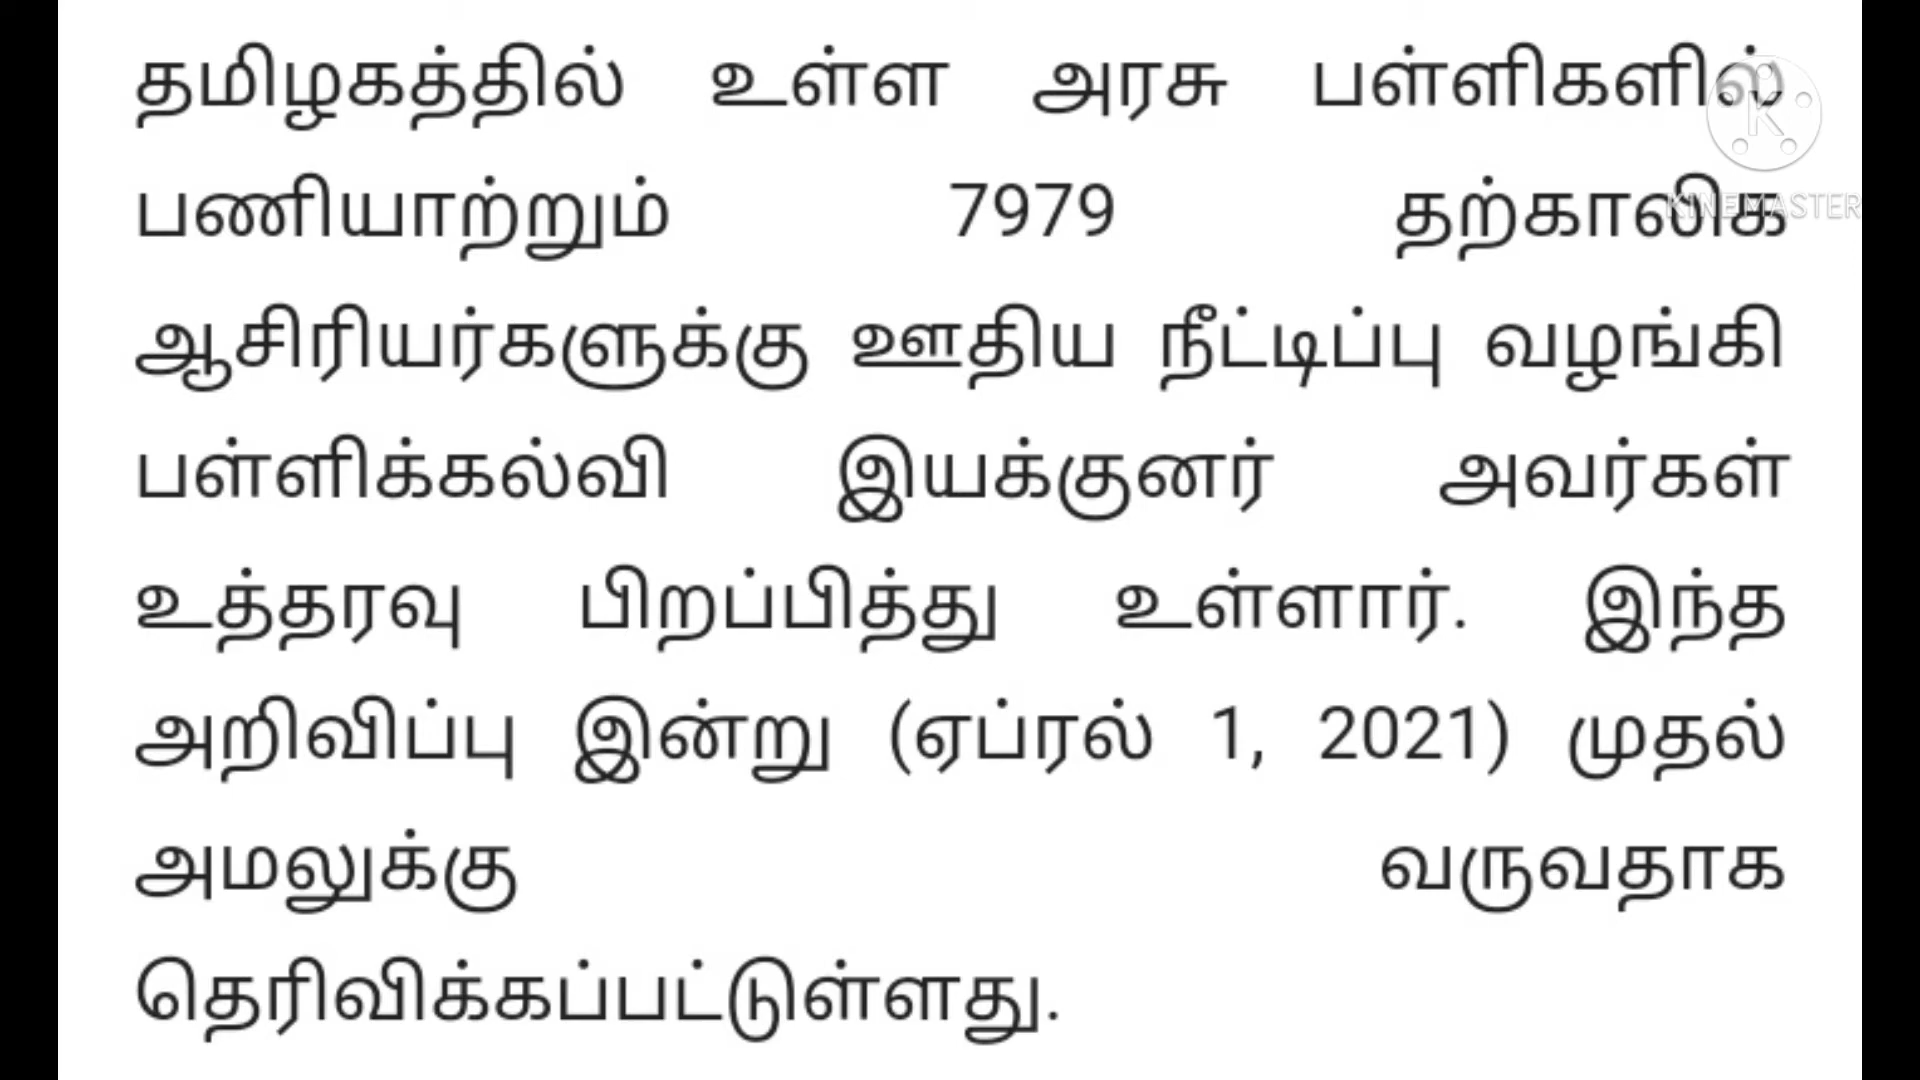 தமிழகத்தில் உள்ள அரசு பள்ளிகளில்
பணியாற்றும் 7979 தற்காலிக
ஆசிரியர்களுக்கு ஊதிய நீட்டிப்பு வழங்கி
பள்ளிக்கல்வி இயக்குனர் அவர்கள்
உத்தரவு பிறப்பித்து உள்ளார். இந்த
அறிவிப்பு இன்று (ஏப்ரல் 1, 2021) முதல்
அமலுக்கு வருவதாக
தெரிவிக்கப்பட்டுள்ளது.
K
KINEMASTER